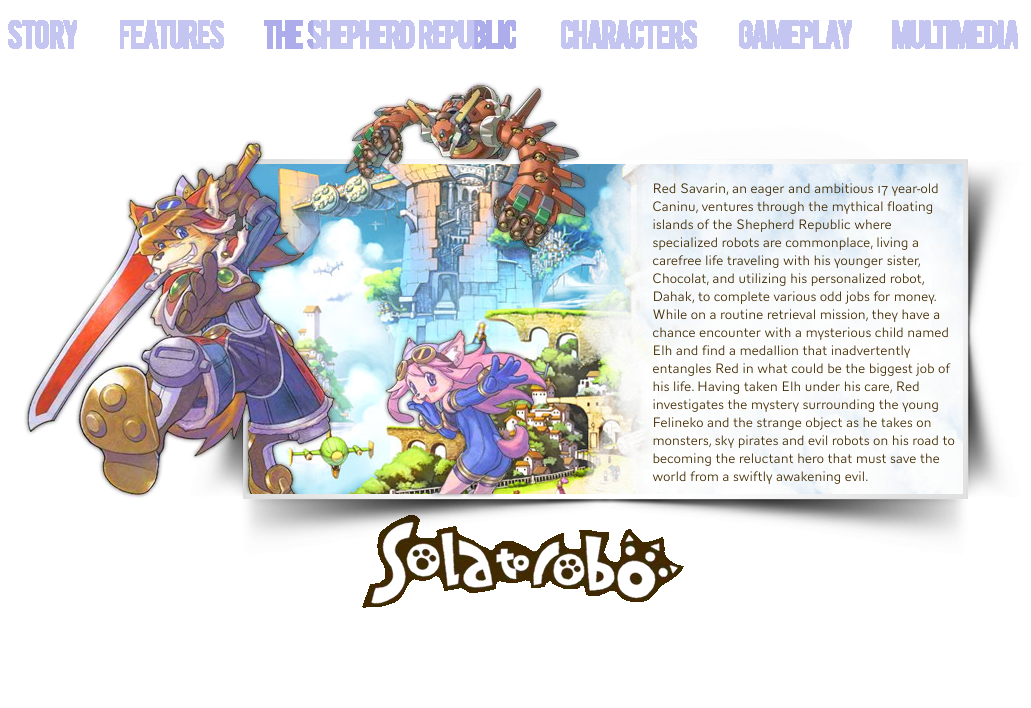 STORY FEATURES THE SHEPHERD REPUBLIC CHARACTERS GAMEPLAY MULTIMEDIA
Red Savarin, an eager and ambitious 17 year-old
Caninu, ventures through the mythical floating
islands of the Shepherd Republic where
specialized robots are commonplace, living a
carefree life traveling with his younger sister,
Chocolat, and utilizing his personalized robot,
Dahak, to complete various odd jobs for money.
While on a routine retrieval mission, they have a
chance encounter with a mysterious child named
Elh and find a medallion that inadvertently
entangles Red in what could be the biggest job of
his life. Having taken Elh under his care, Red
investigates the mystery surrounding the young
Felineko and the strange object as he takes on
monsters, sky pirates and evil robots on his road to
becoming the reluctant hero that must save the
world from a swiftly awakening evil.
Solatorobo